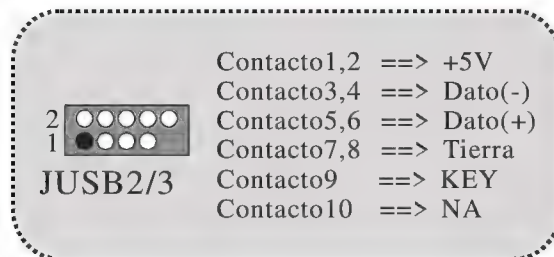 Contacto1,2 ==> +5V
Contacto3,4 ==> Dato(-)
Contacto5,6 ==> Dato(+)
Contacto7,8 ==> Tierra
Contacto9 ==> KEY
Contacto10 ==> NA
2
1
JUSB2/3